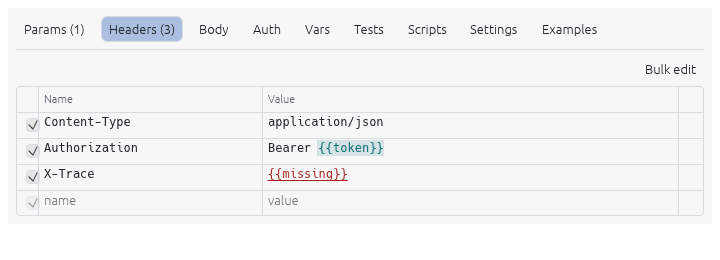 Params (1) Headers (3) Body Auth Vars Tests Scripts Settings Examples
Bulk edit
Name Value
Content-Type application/json
Authorization Bearer {{token}}
X-Trace {{missing}}
name value